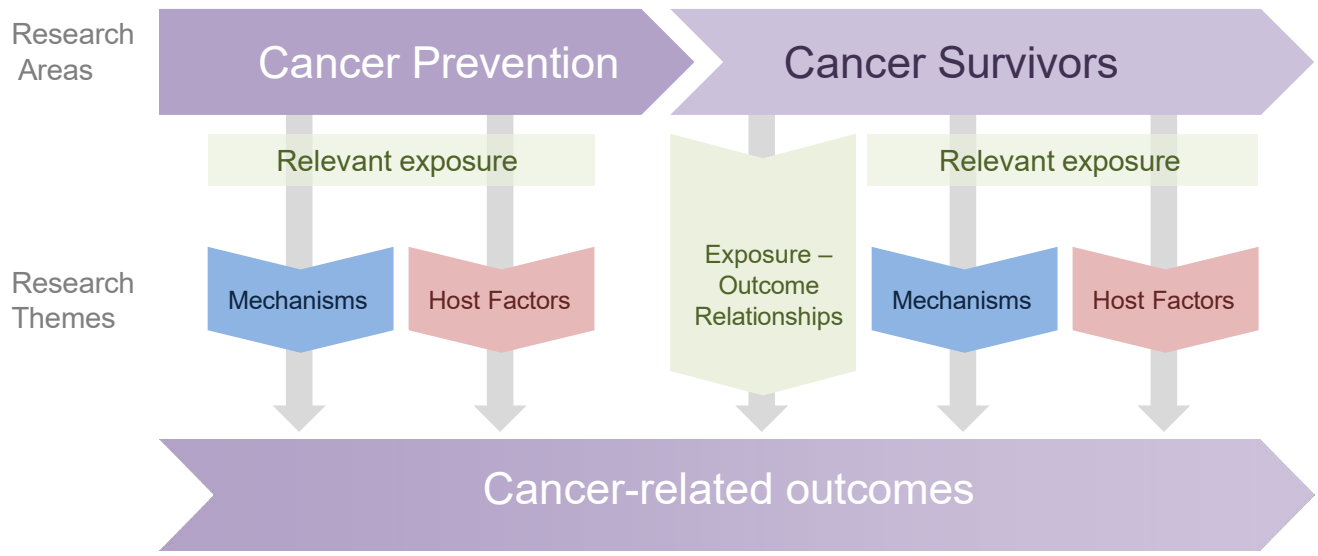 Research
Areas
Cancer Prevention
Cancer Survivors
Relevant exposure
Relevant exposure
Research
Themes
Mechanisms
Host Factors
Exposure –
Outcome
Relationships
Mechanisms
Host Factors
Cancer-related outcomes